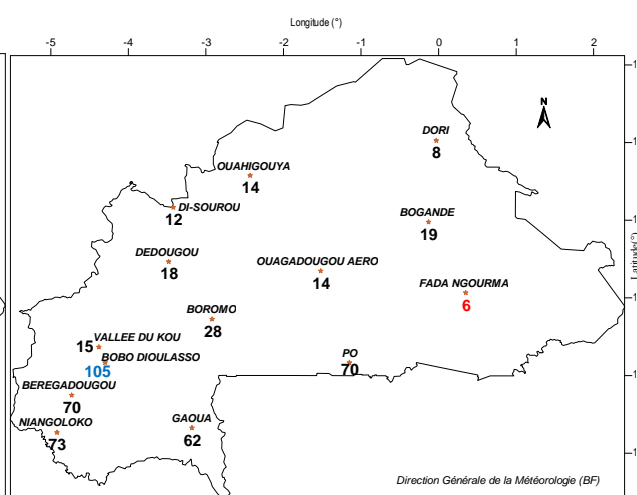 Longitude (°)
-5 -4 -3 -2 -1 0 1 2
N
DORI
8
OUAHIGOUYA
14
DI-SOUROU
12
BOGANDE
19
DEDOUGOU
18
OUAGADOUGOU AERO
14
FADA NGOURMA
6
Latitude(°)
BOROMO
28
VALLEE DU KOU
15
BOBO DIOULASSO
105
PO
70
BEREGADOUGOU
70
NIANGOLOKO
73
GAOUA
62
Direction Générale de la Météorologie (BF)